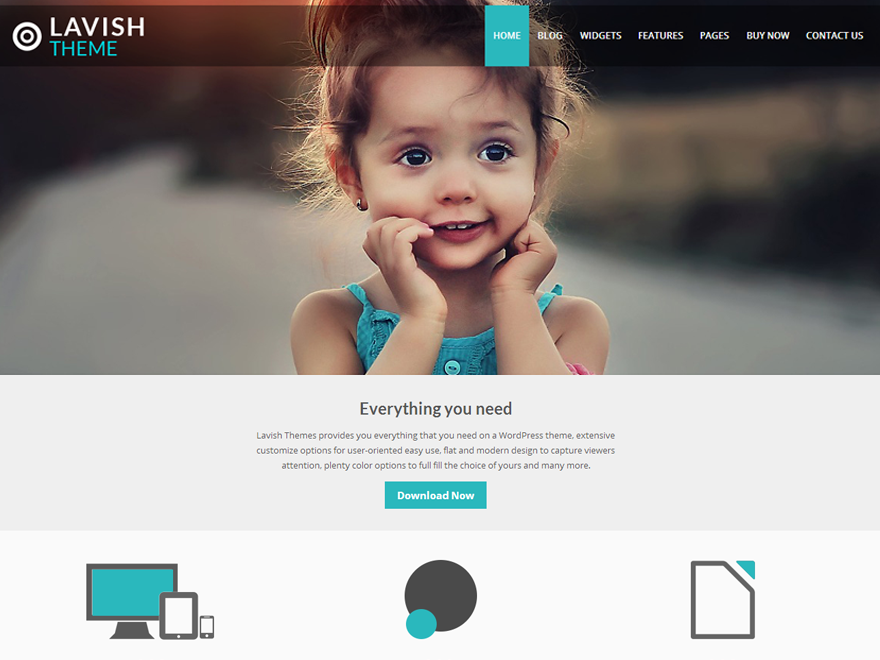 LAVISH
THEME
HOME BLOG WIDGETS FEATURES PAGES BUY NOW CONTACT US
Everything you need
Lavish Themes provides you everything that you need on a WordPress theme, extensive
customize options for user-oriented easy use, flat and modern design to capture viewers
attention, plenty color options to full fill the choice of yours and many more.
Download Now